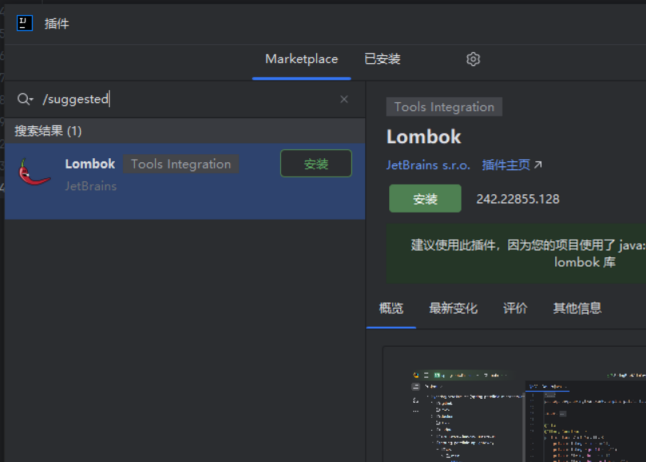 插件
Marketplace 已安装
/suggested
搜索结果 (1)
Lombok Tools Integration 安装
JetBrains
Tools Integration
Lombok
JetBrains s.r.o. 插件主页
安装 242.22855.128
建议使用此插件，因为您的项目使用了 java:
lombok 库
概览 最新变化 评价 其他信息